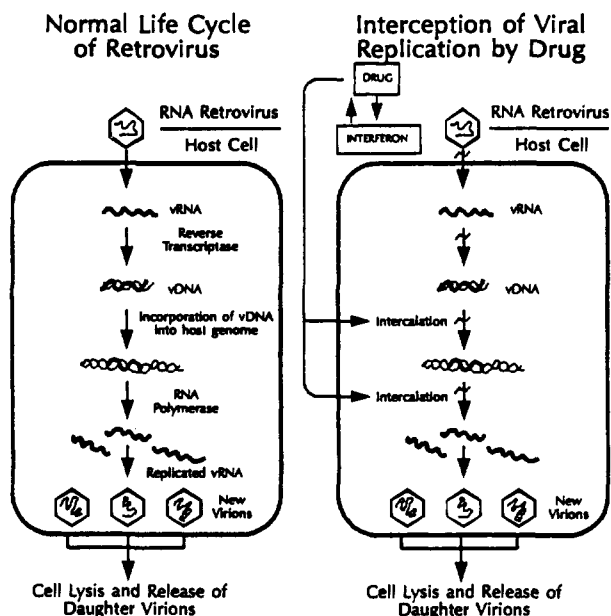 Normal Life Cycle
of Retrovirus
RNA Retrovirus
Host Cell
vRNA
Reverse
Transcriptase
vDNA
Incorporation of vDNA
into host genome
RNA
Polymerase
Replicated vRNA
New
Virions
Cell Lysis and Release of
Daughter Virions
Interception of Viral
Replication by Drug
DRUG
INTERFERON
RNA Retrovirus
Host Cell
vRNA
vDNA
Intercalation
Intercalation
Cell Lysis and Release of
Daughter Virions